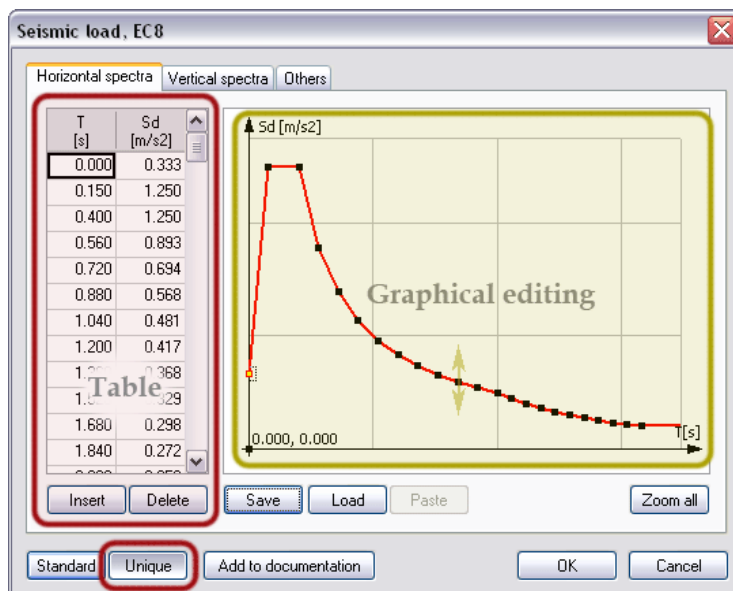 Seismic load, EC8
Horizontal spectra Vertical spectra Others
T Sd
[s] [m/s2]
0.000 0.333
0.150 1.250
0.400 1.250
0.560 0.893
0.720 0.694
0.880 0.568
1.040 0.481
1.200 0.417
368
Table
1.680 0.298
1.840 0.272
Sd [m/s2]
Graphical editing
T[s]
0.000, 0.000
Insert Delete Save Load Paste Zoom all
Standard Unique Add to documentation OK Cancel